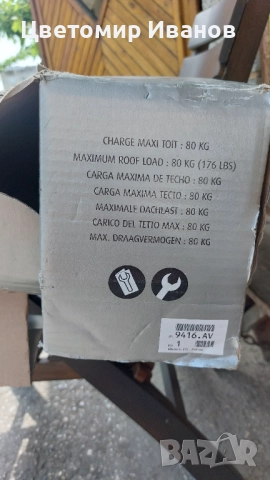 Цветомир Иванов
CHARGE MAXI TOIT : 80 KG
MAXIMUM ROOF LOAD : 80 KG (176 LBS)
CARGA MAXIMA DE TECHO : 80 KG
CARGA MAXIMA TECTO : 80 KG
MAXIMALE DACHLAST : 80 KG
CARICO DEL TETTO MAX : 80 KG
MAX. DRAAGVERMOGEN : 80 KG
9416.AV
1
BAZAR